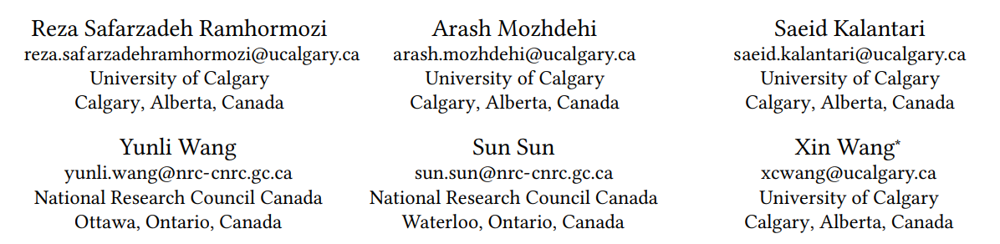 Reza Safarzadeh Ramhormozi
reza.safarzadehramhormozi@ucalgary.ca
University of Calgary
Calgary, Alberta, Canada
Arash Mozhdehi
arash.mozhdehi@ucalgary.ca
University of Calgary
Calgary, Alberta, Canada
Saeid Kalantari
saeid.kalantari@ucalgary.ca
University of Calgary
Calgary, Alberta, Canada
Yunli Wang
yunli.wang@nrc-cnrc.gc.ca
National Research Council Canada
Ottawa, Ontario, Canada
Sun Sun
sun.sun@nrc-cnrc.gc.ca
National Research Council Canada
Waterloo, Ontario, Canada
Xin Wang*
xcwang@ucalgary.ca
University of Calgary
Calgary, Alberta, Canada